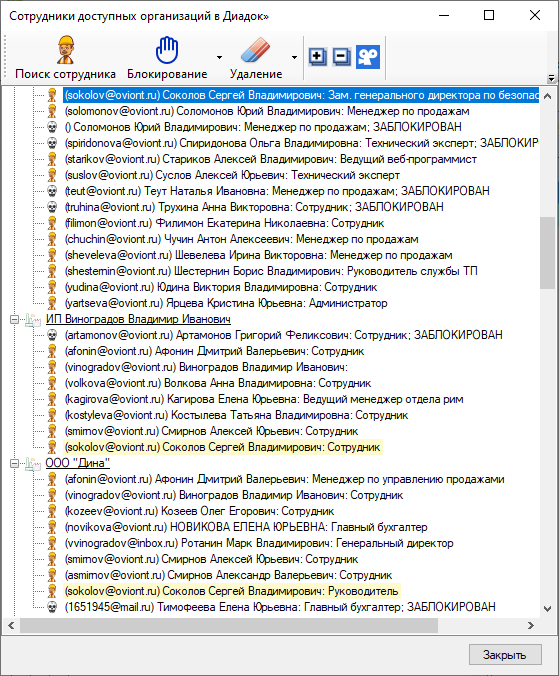 Сотрудники доступных организаций в Диадок»
Поиск сотрудника
Блокирование
Удаление
(sokolov@oviont.ru) Соколов Сергей Владимирович: Зам. генерального директора по безопас
(solomonov@oviont.ru) Соломонов Юрий Владимирович: Менеджер по продажам
() Соломонов Юрий Владимирович: Менеджер по продажам; ЗАБЛОКИРОВАН
(spiridonova@oviont.ru) Спиридонова Ольга Владимировна: Технический эксперт; ЗАБЛОКИ
(starikov@oviont.ru) Стариков Алексей Владимирович: Ведущий веб-программист
(suslov@oviont.ru) Суслов Алексей Юрьевич: Технический эксперт
(teut@oviont.ru) Теут Наталья Ивановна: Менеджер по продажам; ЗАБЛОКИРОВАН
(truhina@oviont.ru) Трухина Анна Викторовна: Сотрудник; ЗАБЛОКИРОВАН
(filimon@oviont.ru) Филимон Екатерина Николаевна: Сотрудник
(chuchin@oviont.ru) Чучин Антон Алексеевич: Менеджер по продажам
(sheveleva@oviont.ru) Шевелева Ирина Викторовна: Менеджер по продажам
(shesternin@oviont.ru) Шестернин Борис Владимирович: Руководитель службы ТП
(yudina@oviont.ru) Юдина Виктория Владимировна: Сотрудник
(yartseva@oviont.ru) Ярцева Кристина Юрьевна: Администратор
ИП Виноградов Владимир Иванович
(artamonov@oviont.ru) Артамонов Григорий Феликсович: Сотрудник; ЗАБЛОКИРОВАН
(afonin@oviont.ru) Афонин Дмитрий Валерьевич: Сотрудник
(vinogradov@oviont.ru) Виноградов Владимир Иванович:
(volkova@oviont.ru) Волкова Анна Владимировна: Сотрудник
(kagirova@oviont.ru) Кагирова Елена Юрьевна: Ведущий менеджер отдела рим
(kostyleva@oviont.ru) Костылева Татьяна Владимировна: Сотрудник
(smirnov@oviont.ru) Смирнов Алексей Юрьевич: Сотрудник
(sokolov@oviont.ru) Соколов Сергей Владимирович: Сотрудник
ООО "Дина"
(afonin@oviont.ru) Афонин Дмитрий Валерьевич: Менеджер по управлению продажами
(vinogradov@oviont.ru) Виноградов Владимир Иванович: Сотрудник
(kozeev@oviont.ru) Козеев Олег Егорович: Сотрудник
(novikova@oviont.ru) НОВИКОВА ЕЛЕНА ЮРЬЕВНА: Главный бухгалтер
(vvinogradov@inbox.ru) Ротанин Марк Владимирович: Генеральный директор
(smirnov@oviont.ru) Смирнов Алексей Юрьевич: Сотрудник
(asmirnov@oviont.ru) Смирнов Александр Валерьевич: Сотрудник
(sokolov@oviont.ru) Соколов Сергей Владимирович: Руководитель
(1651945@mail.ru) Тимофеева Елена Юрьевна: Главный бухгалтер; ЗАБЛОКИРОВАН
Закрыть